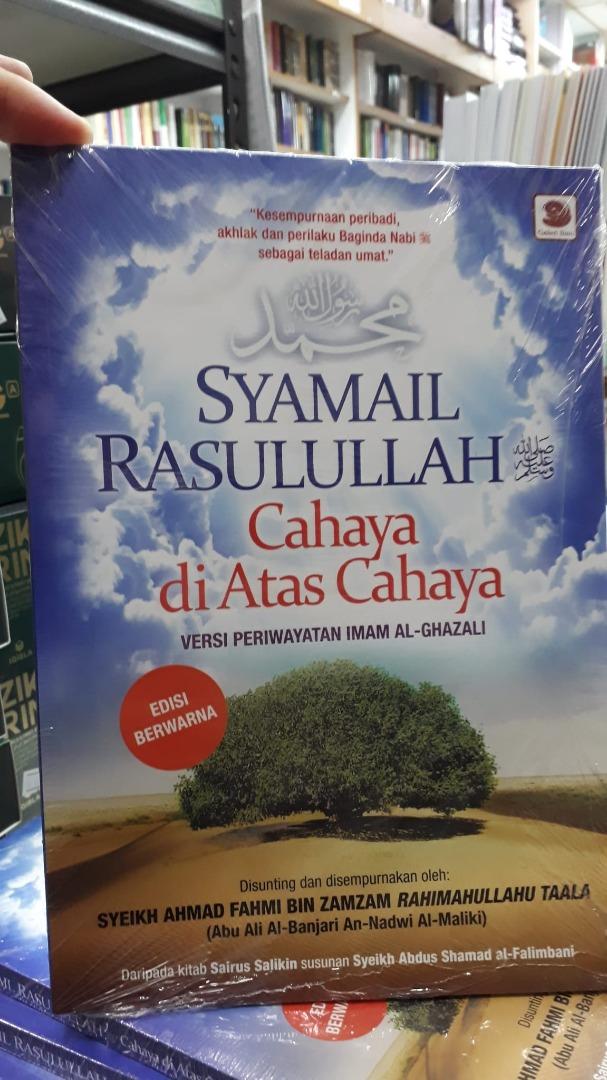 "Kesempurnaan peribadi,
akhlak dan perilaku Baginda Nabi ﷺ
sebagai teladan umat."
رسول الله
محمد
SYAMAIL
RASULULLAH ﷺ
Cahaya
di Atas Cahaya
VERSI PERIWAYATAN IMAM AL-GHAZALI
EDISI
BERWARNA
Disunting dan disempurnakan oleh:
SYEIKH AHMAD FAHMI BIN ZAMZAM RAHIMAHULLAHU TAALA
(Abu Ali Al-Banjari An-Nadwi Al-Maliki)
Daripada kitab Sairus Salikin susunan Syeikh Abdus Shamad al-Falimbani